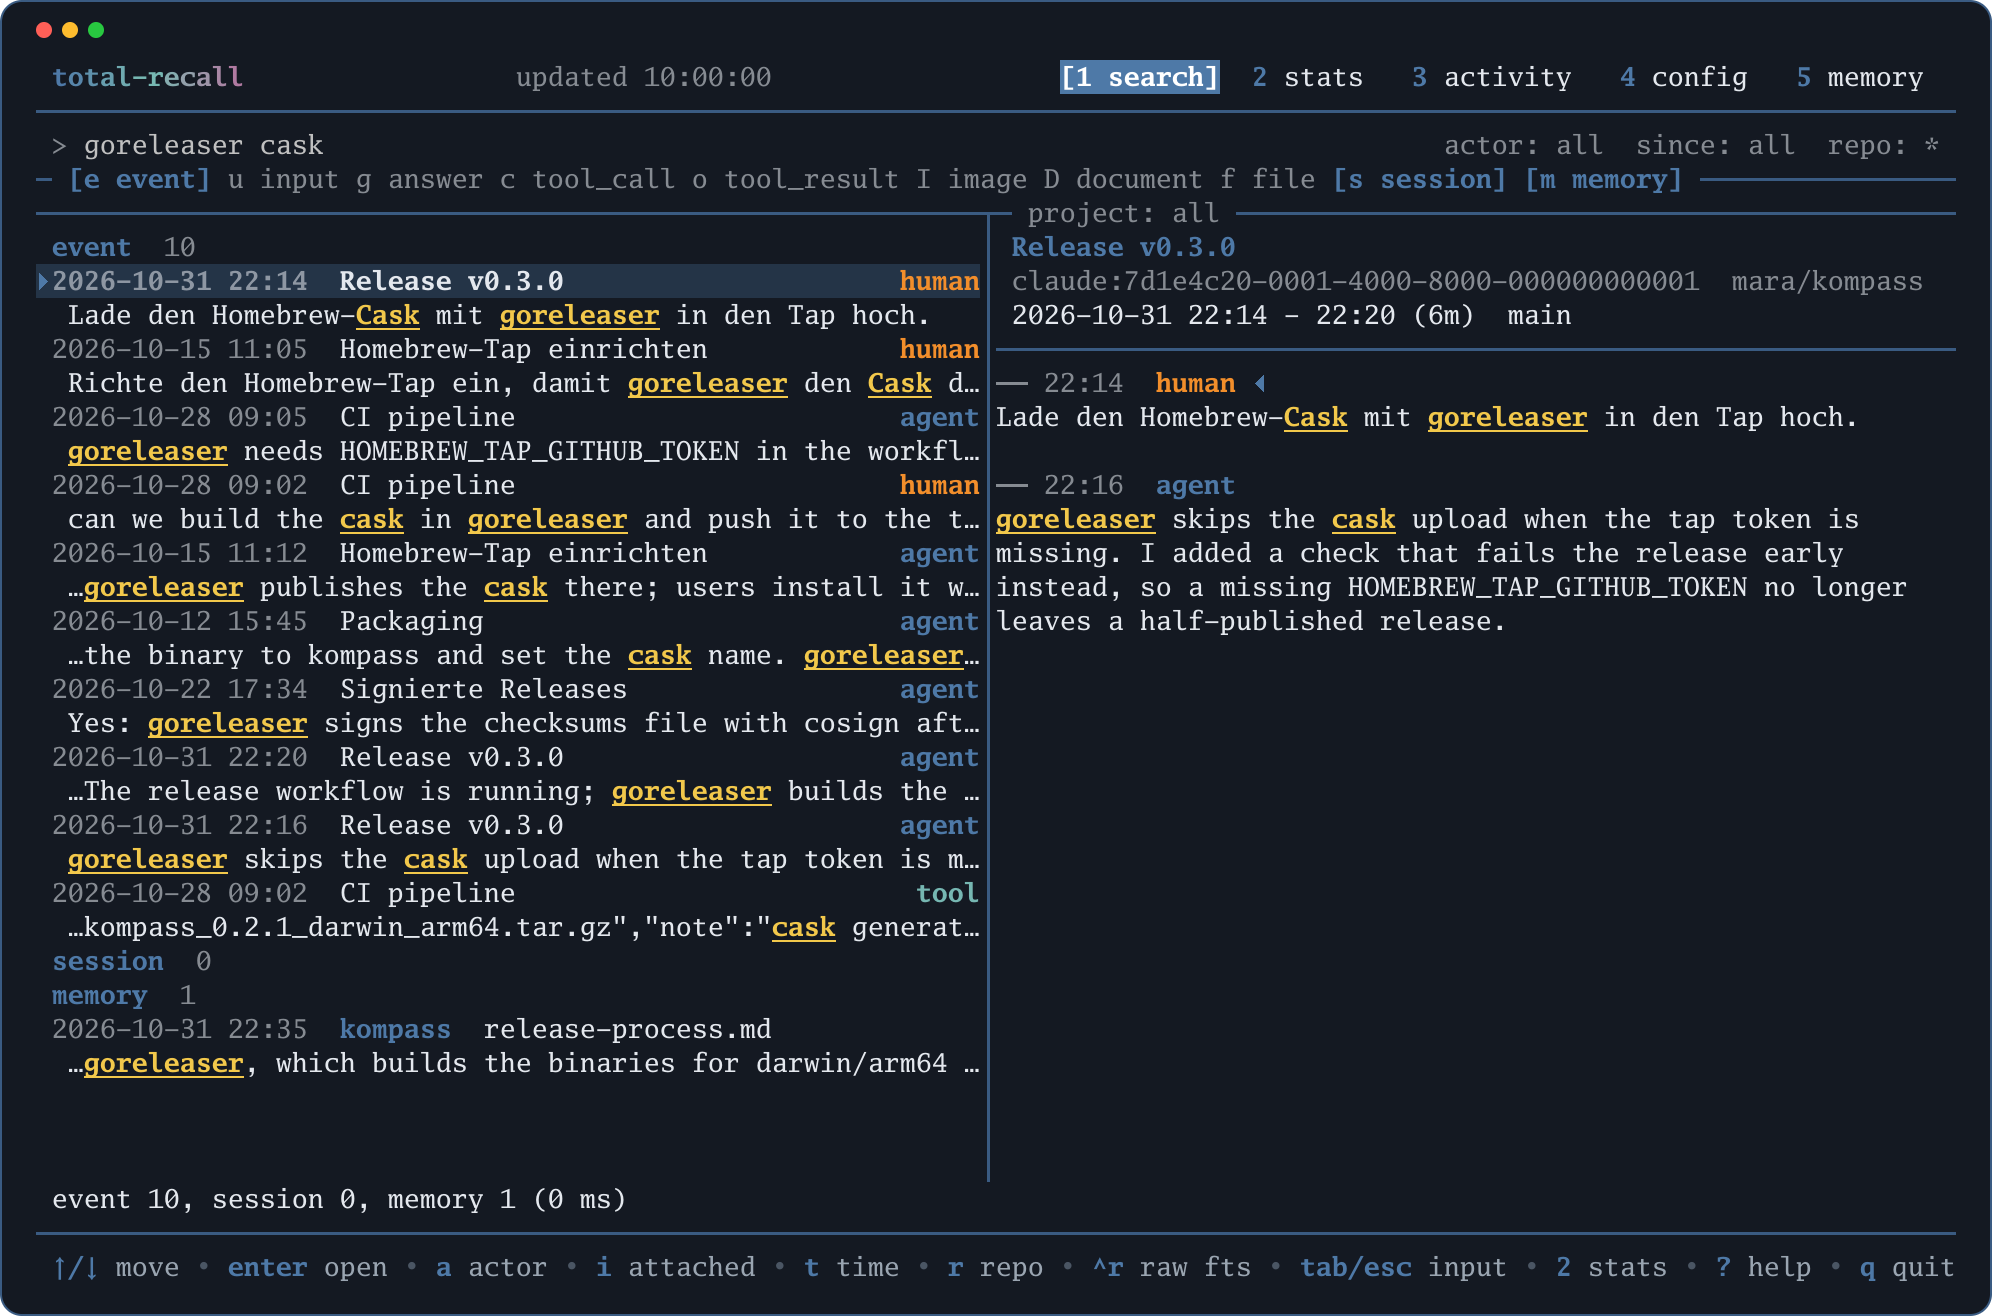 total-recall updated 10:00:00 [1 search] 2 stats 3 activity 4 config 5 memory
> goreleaser cask actor: all since: all repo: *
[e event] u input g answer c tool_call o tool_result I image D document f file [s session] [m memory]
project: all
event 10
2026-10-31 22:14 Release v0.3.0 human
Lade den Homebrew-Cask mit goreleaser in den Tap hoch.
2026-10-15 11:05 Homebrew-Tap einrichten human
Richte den Homebrew-Tap ein, damit goreleaser den Cask d…
2026-10-28 09:05 CI pipeline agent
goreleaser needs HOMEBREW_TAP_GITHUB_TOKEN in the workfl…
2026-10-28 09:02 CI pipeline human
can we build the cask in goreleaser and push it to the t…
2026-10-15 11:12 Homebrew-Tap einrichten agent
…goreleaser publishes the cask there; users install it w…
2026-10-12 15:45 Packaging agent
…the binary to kompass and set the cask name. goreleaser…
2026-10-22 17:34 Signierte Releases agent
Yes: goreleaser signs the checksums file with cosign aft…
2026-10-31 22:20 Release v0.3.0 agent
…The release workflow is running; goreleaser builds the …
2026-10-31 22:16 Release v0.3.0 agent
goreleaser skips the cask upload when the tap token is m…
2026-10-28 09:02 CI pipeline tool
…kompass_0.2.1_darwin_arm64.tar.gz","note":"cask generat…
session 0
memory 1
2026-10-31 22:35 kompass release-process.md
…goreleaser, which builds the binaries for darwin/arm64 …
Release v0.3.0
claude:7d1e4c20-0001-4000-8000-000000000001 mara/kompass
2026-10-31 22:14 - 22:20 (6m) main
22:14 human
Lade den Homebrew-Cask mit goreleaser in den Tap hoch.
22:16 agent
goreleaser skips the cask upload when the tap token is
missing. I added a check that fails the release early
instead, so a missing HOMEBREW_TAP_GITHUB_TOKEN no longer
leaves a half-published release.
event 10, session 0, memory 1 (0 ms)
↑/↓ move • enter open • a actor • i attached • t time • r repo • ^r raw fts • tab/esc input • 2 stats • ? help • q quit